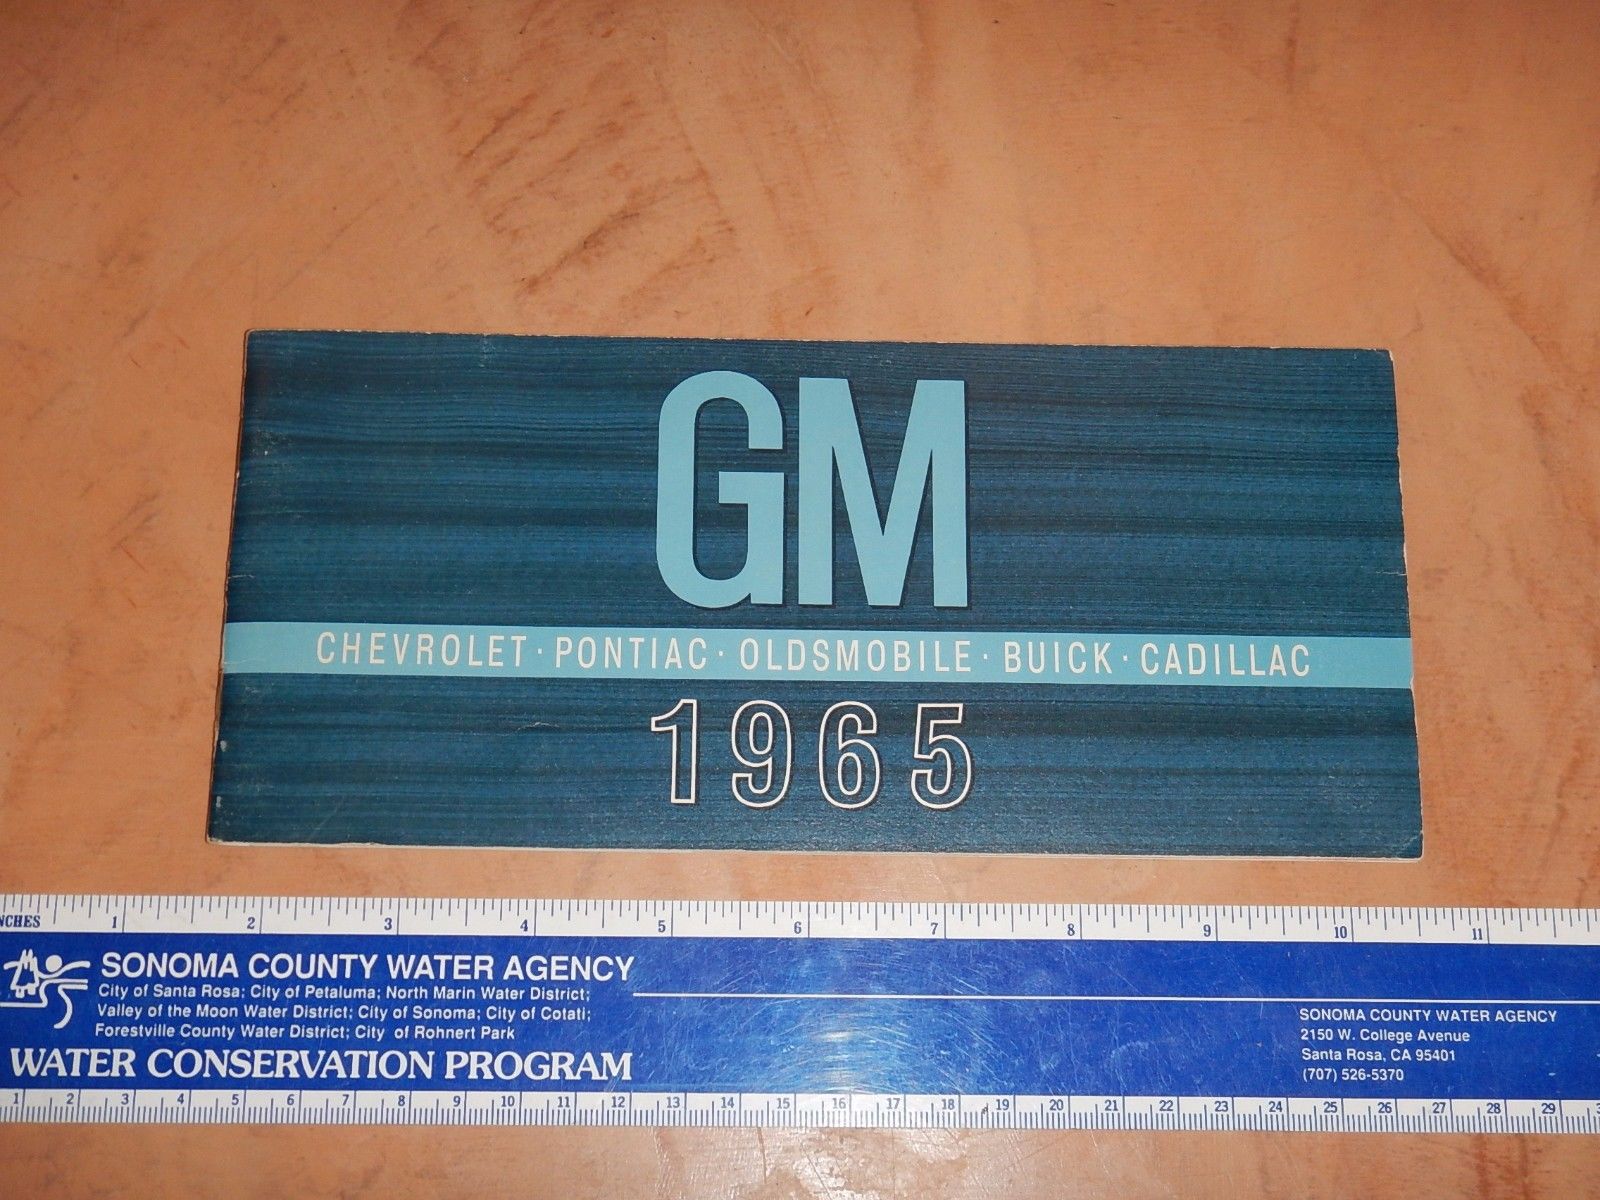 GM
CHEVROLET · PONTIAC · OLDSMOBILE · BUICK · CADILLAC
1965
NCHES 1 2 3 4 5 6 7 8 9 10 11
SONOMA COUNTY WATER AGENCY
City of Santa Rosa; City of Petaluma; North Marin Water District;
Valley of the Moon Water District; City of Sonoma; City of Cotati;
Forestville County Water District; City of Rohnert Park
WATER CONSERVATION PROGRAM
SONOMA COUNTY WATER AGENCY
2150 W. College Avenue
Santa Rosa, CA 95401
(707) 526-5370
1 2 3 4 5 6 7 8 9 10 11 12 13 14 15 16 17 18 19 20 21 22 23 24 25 26 27 28 29